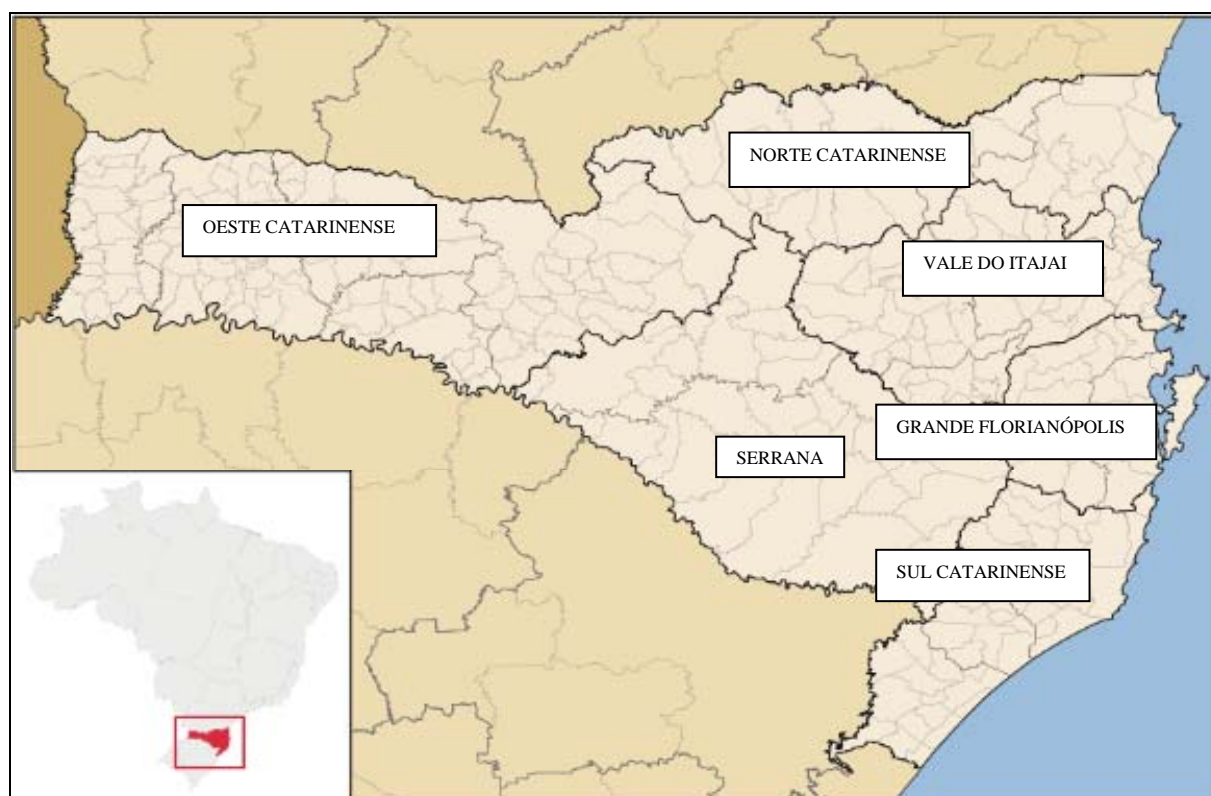 NORTE CATARINENSE
OESTE CATARINENSE
VALE DO ITAJAI
GRANDE FLORIANÓPOLIS
SERRANA
SUL CATARINENSE